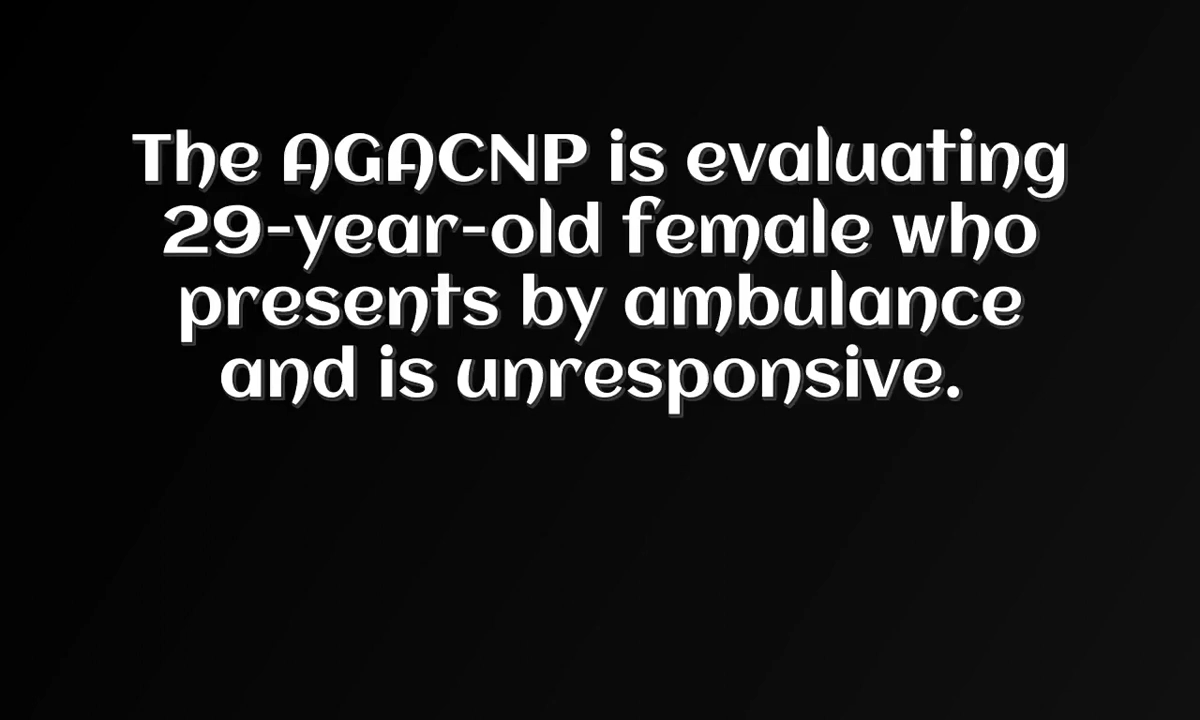 The AGACNP is evaluating
29-year-old female who
presents by ambulance
and is unresponsive.